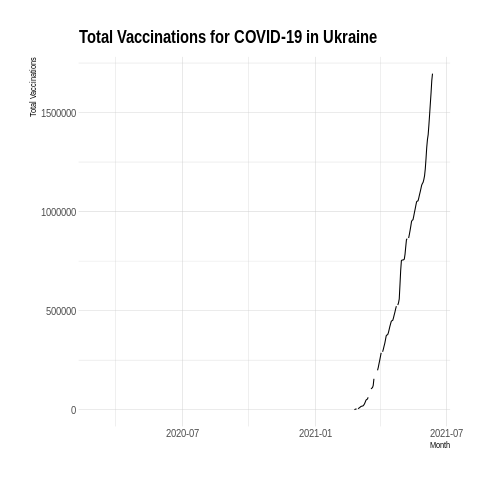 Total Vaccinations for COVID-19 in Ukraine
Total Vaccinations
1500000
1000000
500000
0
2020-07 2021-01 2021-07
Month